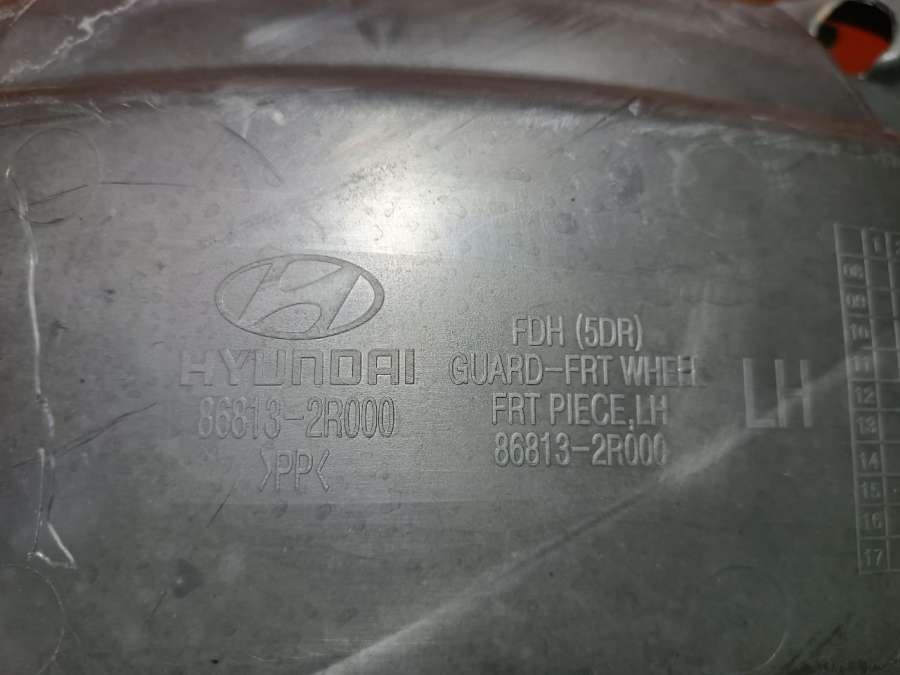 HYUNDAI
86813-2R000
>PP<
FDH (5DR)
GUARD-FRT WHEEL
FRT PIECE,LH
86813-2R000
LH
08
09
10
11
12
13
14
15
16
17